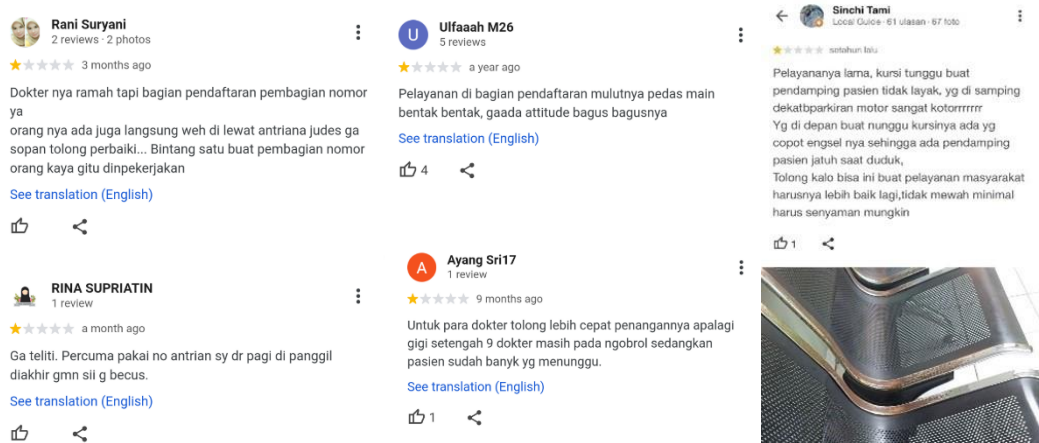 Rani Suryani
2 reviews · 2 photos
3 months ago
Dokter nya ramah tapi bagian pendaftaran pembagian nomor
ya
orang nya ada juga langsung weh di lewat antriana judes ga
sopan tolong perbaiki... Bintang satu buat pembagian nomor
orang kaya gitu dinpekerjakan
See translation (English)
RINA SUPRIATIN
1 review
a month ago
Ga teliti. Percuma pakai no antrian sy dr pagi di panggil
diakhir gmn sii g becus.
See translation (English)
U
Ulfaaah M26
5 reviews
a year ago
Pelayanan di bagian pendaftaran mulutnya pedas main
bentak bentak, gaada attitude bagus bagusnya
See translation (English)
4
A
Ayang Sri17
1 review
9 months ago
Untuk para dokter tolong lebih cepat penangannya apalagi
gigi setengah 9 dokter masih pada ngobrol sedangkan
pasien sudah banyk yg menunggu.
See translation (English)
1
Sinchi Tami
Local Guide · 61 ulasan · 67 foto
setahun lalu
Pelayananya lama, kursi tunggu buat
pendamping pasien tidak layak, yg di samping
dekatbparkiran motor sangat kotorrrrrrr
Yg di depan buat nunggu kursinya ada yg
copot engsel nya sehingga ada pendamping
pasien jatuh saat duduk,
Tolong kalo bisa ini buat pelayanan masyarakat
harusnya lebih baik lagi,tidak mewah minimal
harus senyaman mungkin
1